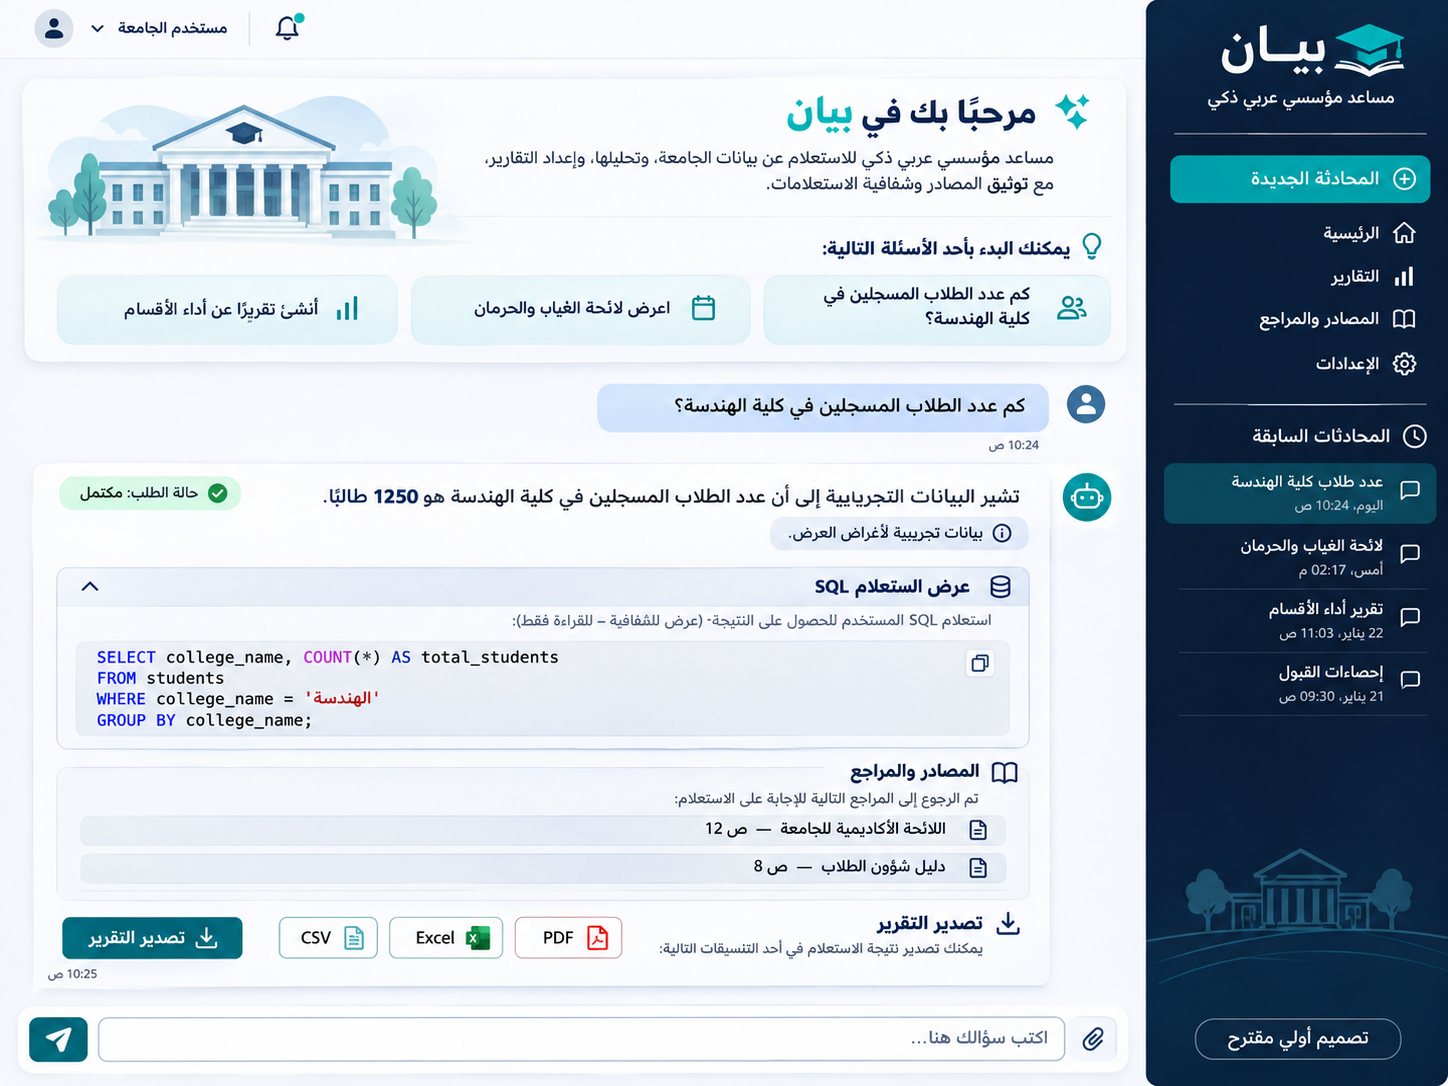 بيـان
مساعد مؤسسي عربي ذكي
المحادثة الجديدة
الرئيسية
التقارير
المصادر والمراجع
الإعدادات
المحادثات السابقة
عدد طلاب كلية الهندسة
اليوم، 10:24 ص
لائحة الغياب والحرمان
أمس، 02:17 م
تقرير أداء الأقسام
22 يناير، 11:03 ص
إحصاءات القبول
21 يناير، 09:30 ص
تصميم أولي مقترح
مستخدم الجامعة
مرحبًا بك في بيان
مساعد مؤسسي عربي ذكي للاستعلام عن بيانات الجامعة، وتحليلها، وإعداد التقارير،
مع توثيق المصادر وشفافية الاستعلامات.
يمكنك البدء بأحد الأسئلة التالية:
كم عدد الطلاب المسجلين في
كلية الهندسة؟
اعرض لائحة الغياب والحرمان
أنشئ تقريرًا عن أداء الأقسام
كم عدد الطلاب المسجلين في كلية الهندسة؟
10:24 ص
تشير البيانات التجريايية إلى أن عدد الطلاب المسجلين في كلية الهندسة هو 1250 طالبًا.
حالة الطلب: مكتمل
بيانات تجريبية لأغراض العرض.
عرض الستعلام SQL
استعلام SQL المستخدم للحصول على النتيجة- (عرض للشفافية – للقراءة فقط):
SELECT college_name, COUNT(*) AS total_students
FROM students
WHERE college_name = 'الهندسة'
GROUP BY college_name;
المصادر والمراجع
تم الرجوع إلى المراجع التالية للإجابة على الاستعلام:
اللائحة الأكاديمية للجامعة — ص 12
دليل شؤون الطلاب — ص 8
تصدير التقرير
يمكنك تصدير نتيجة الاستعلام في أحد التنسيقات التالية:
PDF
Excel
CSV
تصدير التقرير
10:25 ص
اكتب سؤالك هنا...